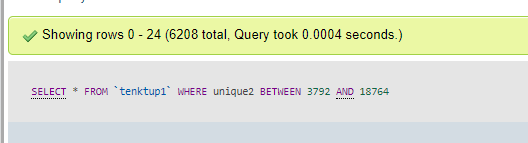 Showing rows 0 - 24 (6208 total, Query took 0.0004 seconds.)
SELECT * FROM `tenktup1` WHERE unique2 BETWEEN 3792 AND 18764